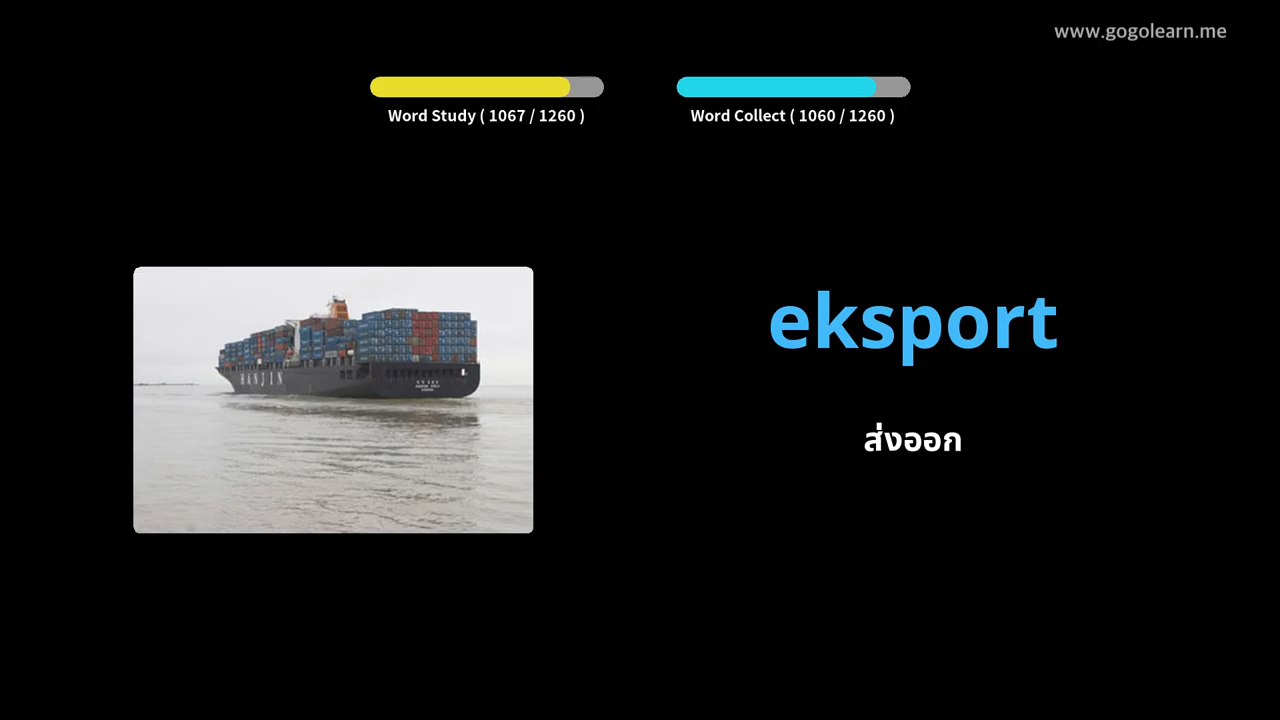 www.gogolearn.me
Word Study ( 1067 / 1260 )
Word Collect ( 1060 / 1260 )
eksport
ส่งออก
HANJIN